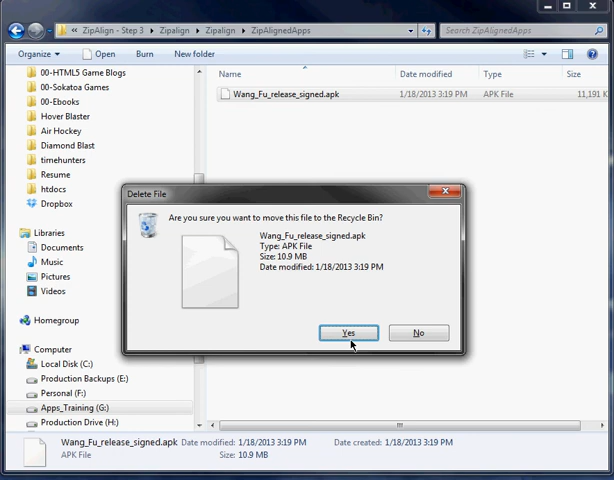 ZipAlign - Step 3 ▸ Zipalign ▸ Zipalign ▸ ZipAlignedApps
Search ZipAlignedApps
Organize
Open
Burn
New folder
00-HTML5 Game Blogs
00-Sokatoa Games
00-Ebooks
Hover Blaster
Air Hockey
Diamond Blast
timehunters
Resume
htdocs
Dropbox
Libraries
Documents
Music
Pictures
Videos
Homegroup
Computer
Local Disk (C:)
Production Backups (E:)
Personal (F:)
Apps_Training (G:)
Production Drive (H:)
Name Date modified Type Size
Wang_Fu_release_signed.apk 1/18/2013 3:19 PM APK File 11,191 K
Delete File
Are you sure you want to move this file to the Recycle Bin?
Wang_Fu_release_signed.apk
Type: APK File
Size: 10.9 MB
Date modified: 1/18/2013 3:19 PM
Yes
No
Wang_Fu_release_signed.apk Date modified: 1/18/2013 3:19 PM Date created: 1/18/2013 3:19 PM
APK File Size: 10.9 MB